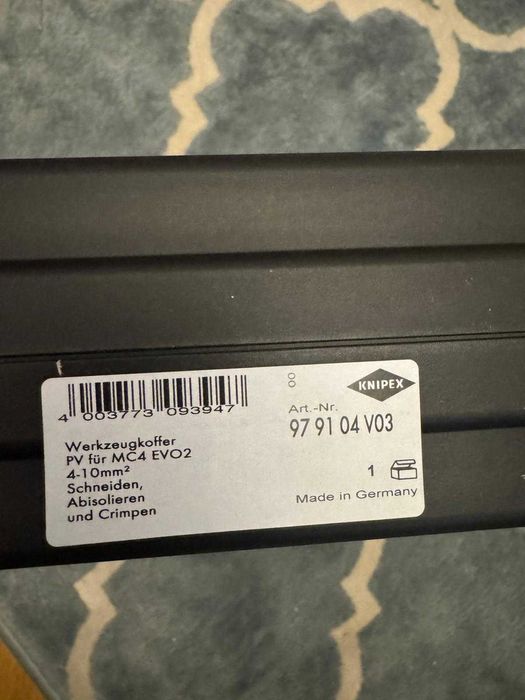 4 003773 093947
Werkzeugkoffer
PV für MC4 EVO2
4-10mm²
Schneiden,
Abisolieren
und Crimpen
KNIPEX
Art.-Nr.
97 91 04 V03
1
Made in Germany